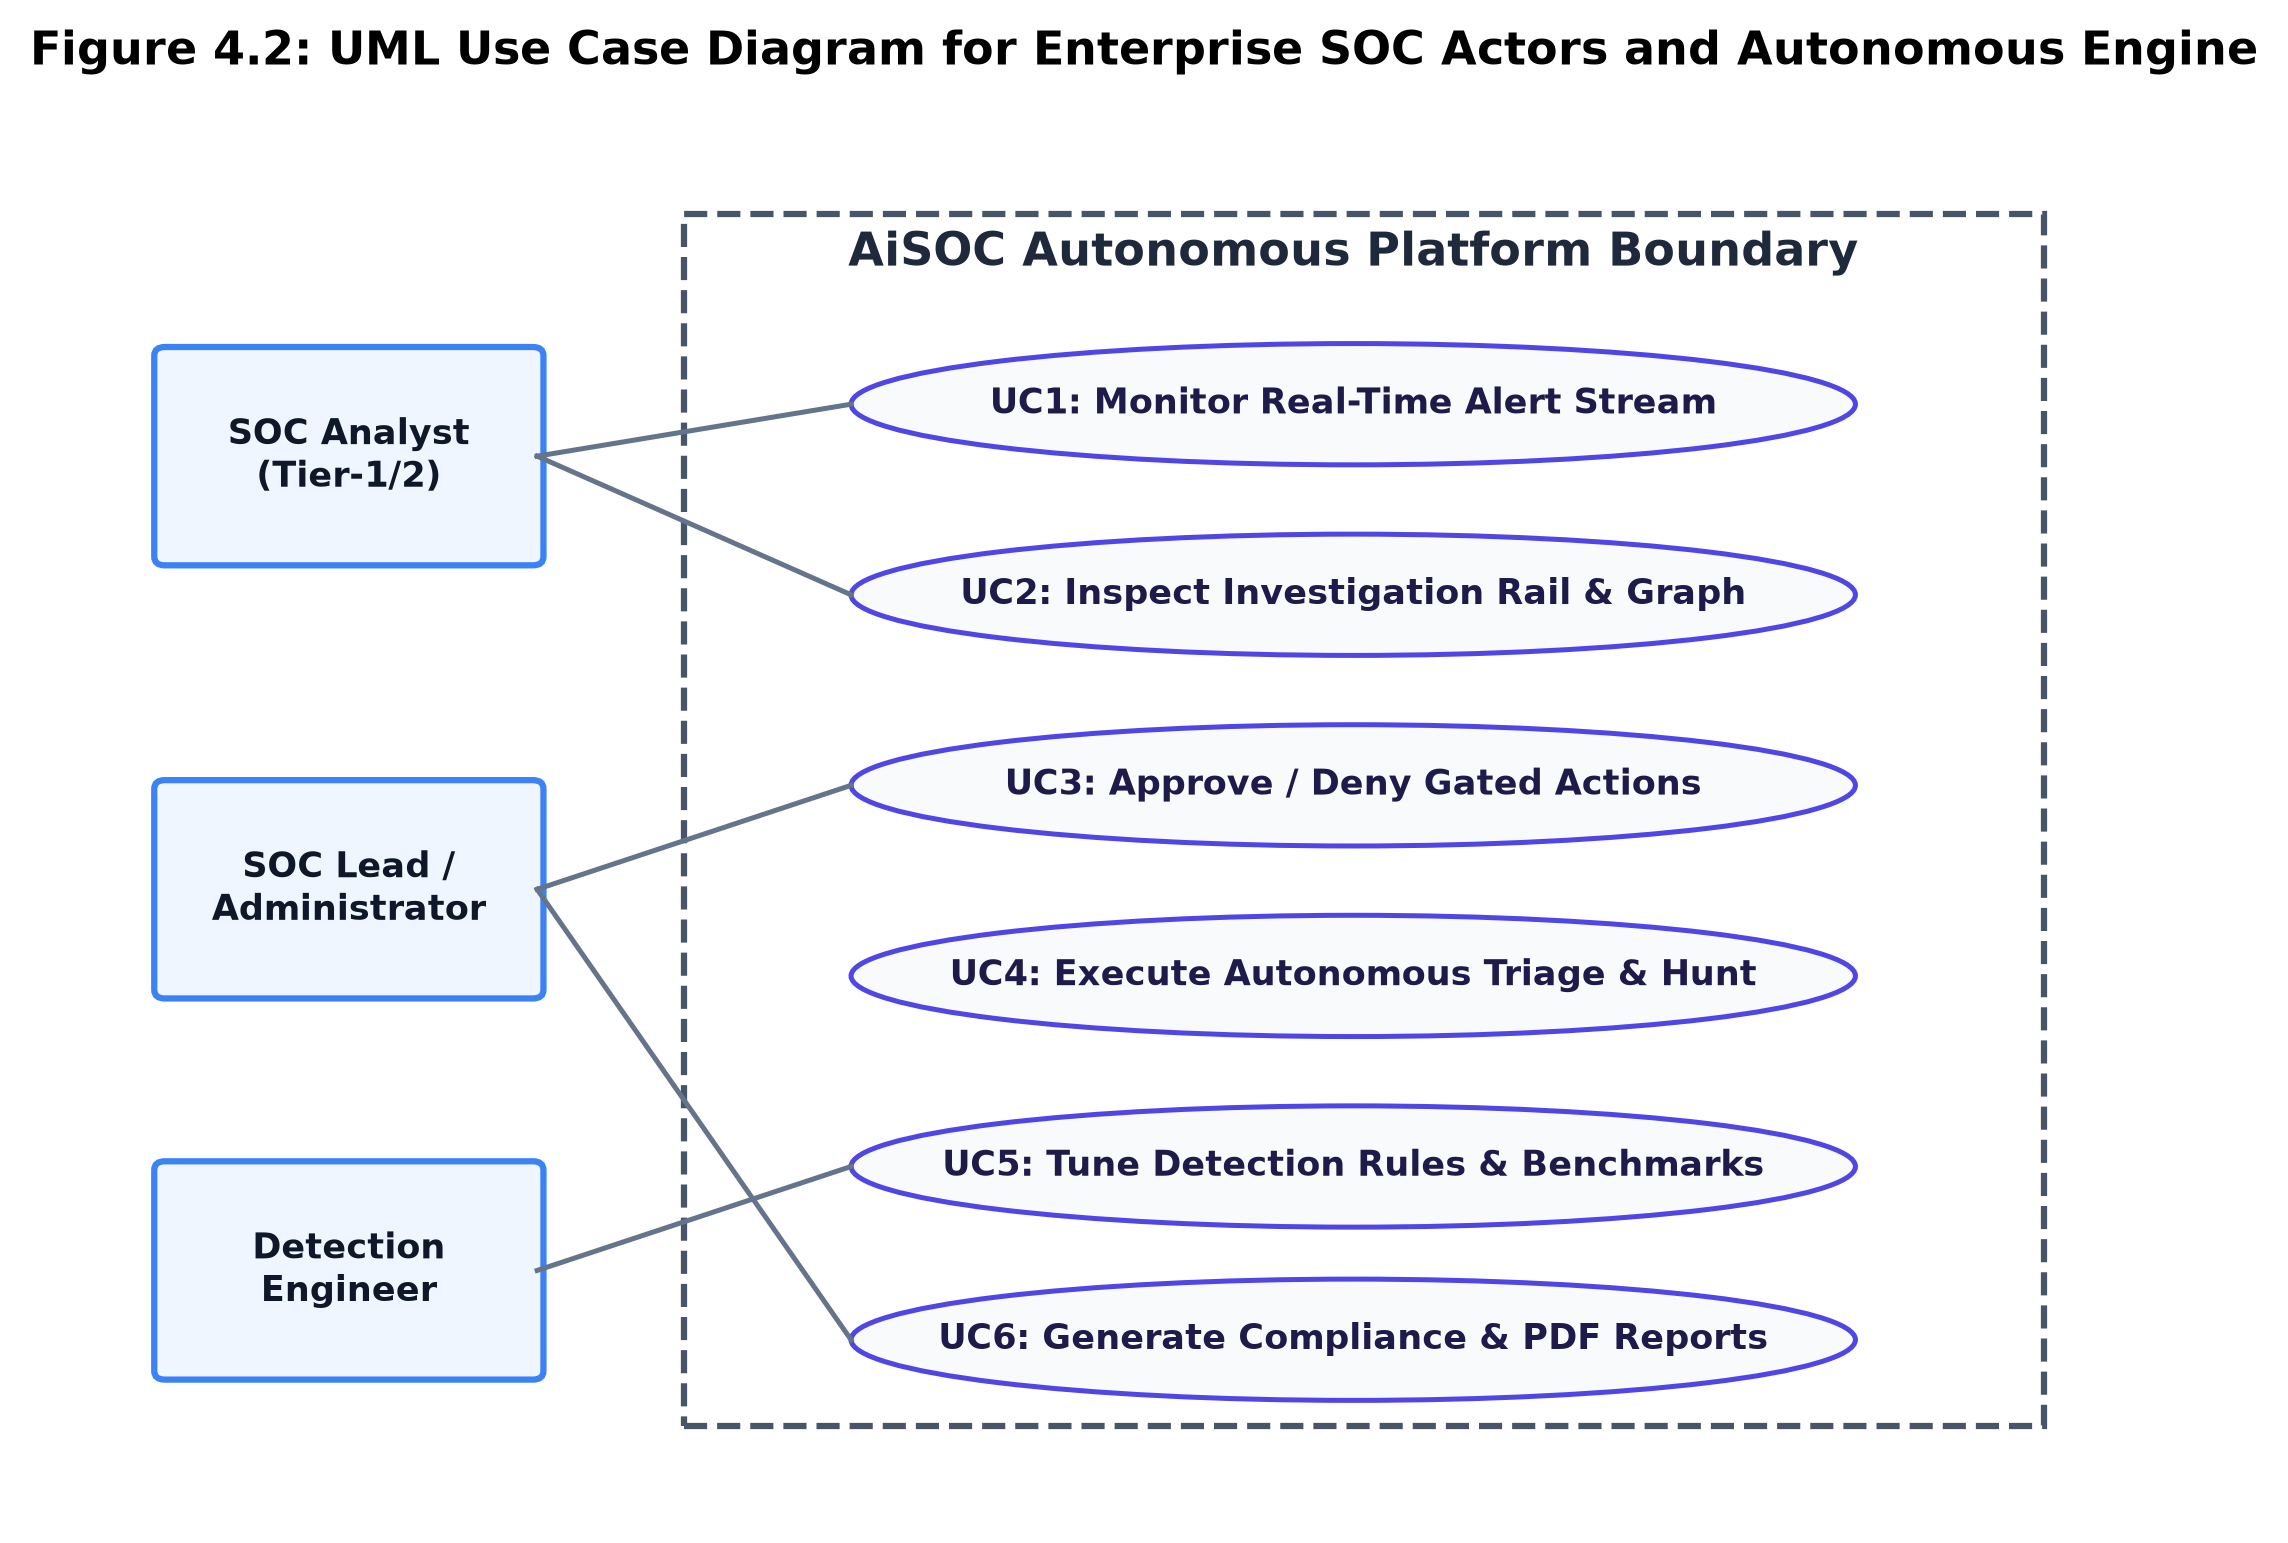 Figure 4.2: UML Use Case Diagram for Enterprise SOC Actors and Autonomous Engine
AiSOC Autonomous Platform Boundary
SOC Analyst
(Tier-1/2)
UC1: Monitor Real-Time Alert Stream
UC2: Inspect Investigation Rail & Graph
SOC Lead /
Administrator
UC3: Approve / Deny Gated Actions
UC4: Execute Autonomous Triage & Hunt
Detection
Engineer
UC5: Tune Detection Rules & Benchmarks
UC6: Generate Compliance & PDF Reports